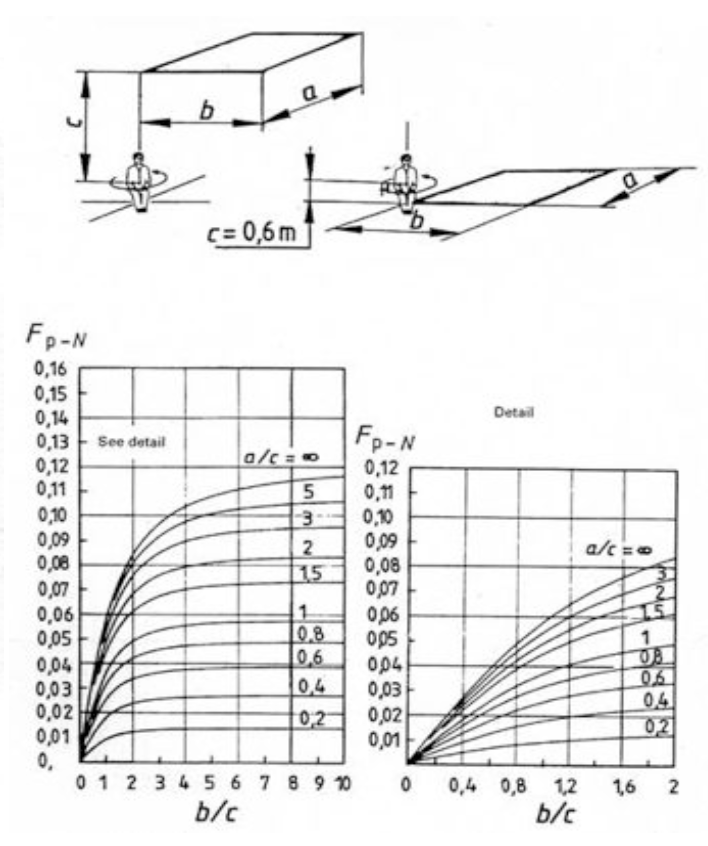 c
b
a
c = 0,6 m
b
a
F p-N
0,16
0,15
0,14
0,13
0,12
0,11
0,10
0,09
0,08
0,07
0,06
0,05
0,04
0,03
0,02
0,01
0,
See detail
a/c = ∞
5
3
2
1,5
1
0,8
0,6
0,4
0,2
0 1 2 3 4 5 6 7 8 9 10
b/c
Detail
F p-N
0,12
0,11
0,10
0,09
0,08
0,07
0,06
0,05
0,04
0,03
0,02
0,01
a/c = ∞
3
2
1,5
1
0,8
0,6
0,4
0,2
0 0,4 0,8 1,2 1,6 2
b/c